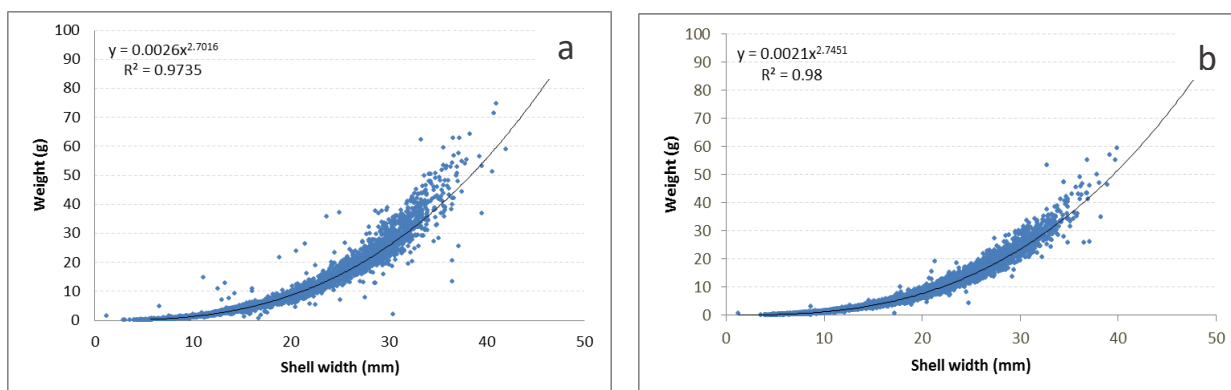 a
y = 0.0026x^2.7016
R² = 0.9735
Weight (g)
100
90
80
70
60
50
40
30
20
10
0
0 10 20 30 40 50
Shell width (mm)
b
y = 0.0021x^2.7451
R² = 0.98
Weight (g)
100
90
80
70
60
50
40
30
20
10
0
0 10 20 30 40 50
Shell width (mm)